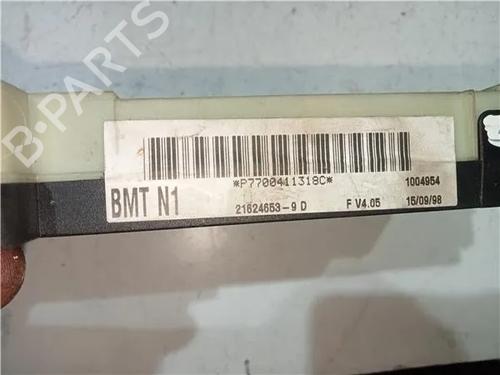 *P7700411318C*
1004954
BMT N1
21624653-9 D
F V4.05
15/09/98
B-PARTS